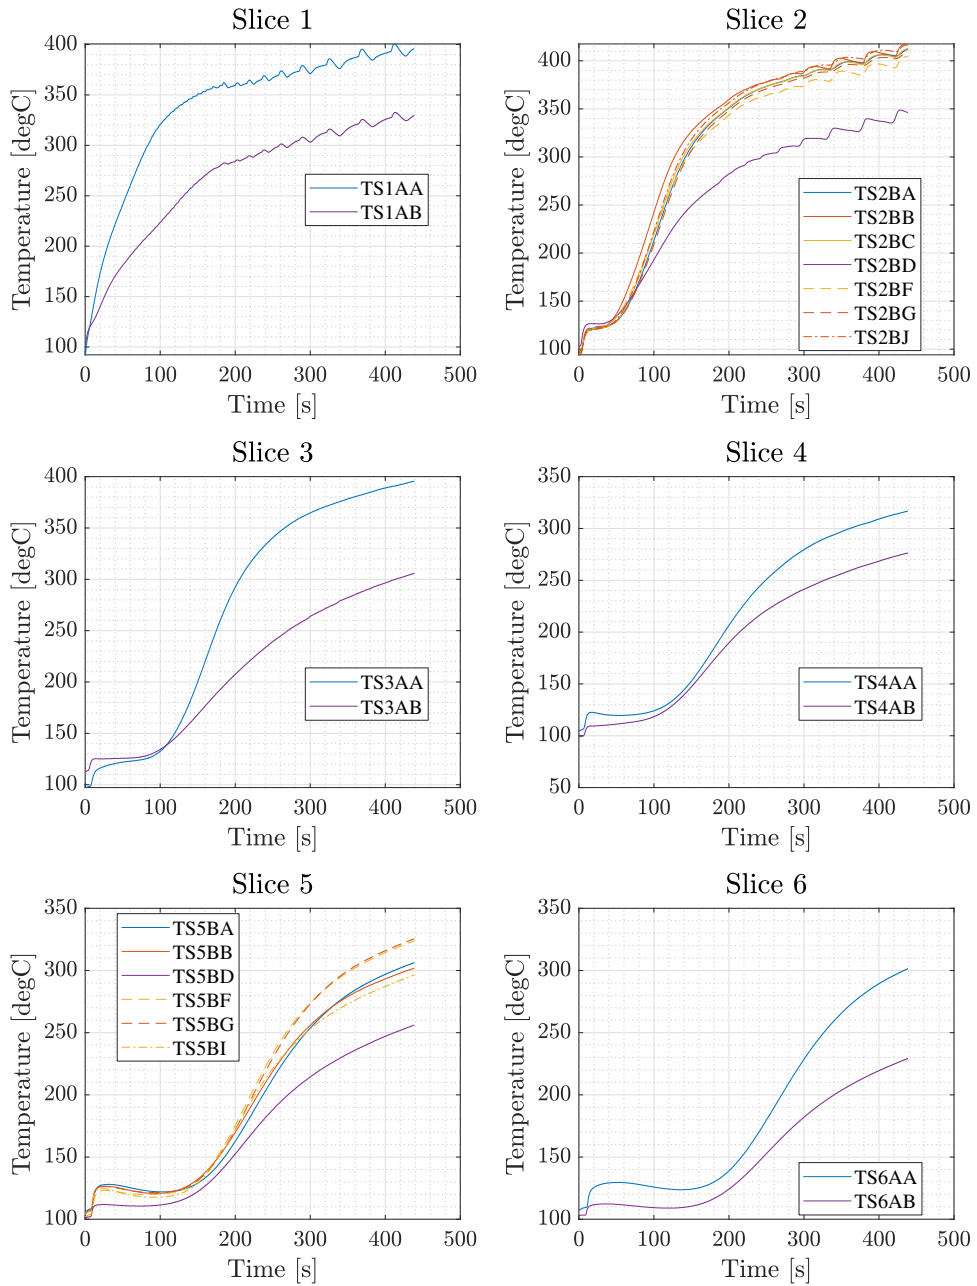 Slice 1
Temperature [degC]
400
350
300
250
200
150
100
0
100
200
300
400
500
Time [s]
TS1AA
TS1AB
Slice 2
Temperature [degC]
400
350
300
250
200
150
100
0
100
200
300
400
500
Time [s]
TS2BA
TS2BB
TS2BC
TS2BD
TS2BF
TS2BG
TS2BJ
Slice 3
Temperature [degC]
400
350
300
250
200
150
100
0
100
200
300
400
500
Time [s]
TS3AA
TS3AB
Slice 4
Temperature [degC]
350
300
250
200
150
100
50
0
100
200
300
400
500
Time [s]
TS4AA
TS4AB
Slice 5
Temperature [degC]
350
300
250
200
150
100
0
100
200
300
400
500
Time [s]
TS5BA
TS5BB
TS5BD
TS5BF
TS5BG
TS5BI
Slice 6
Temperature [degC]
350
300
250
200
150
100
0
100
200
300
400
500
Time [s]
TS6AA
TS6AB